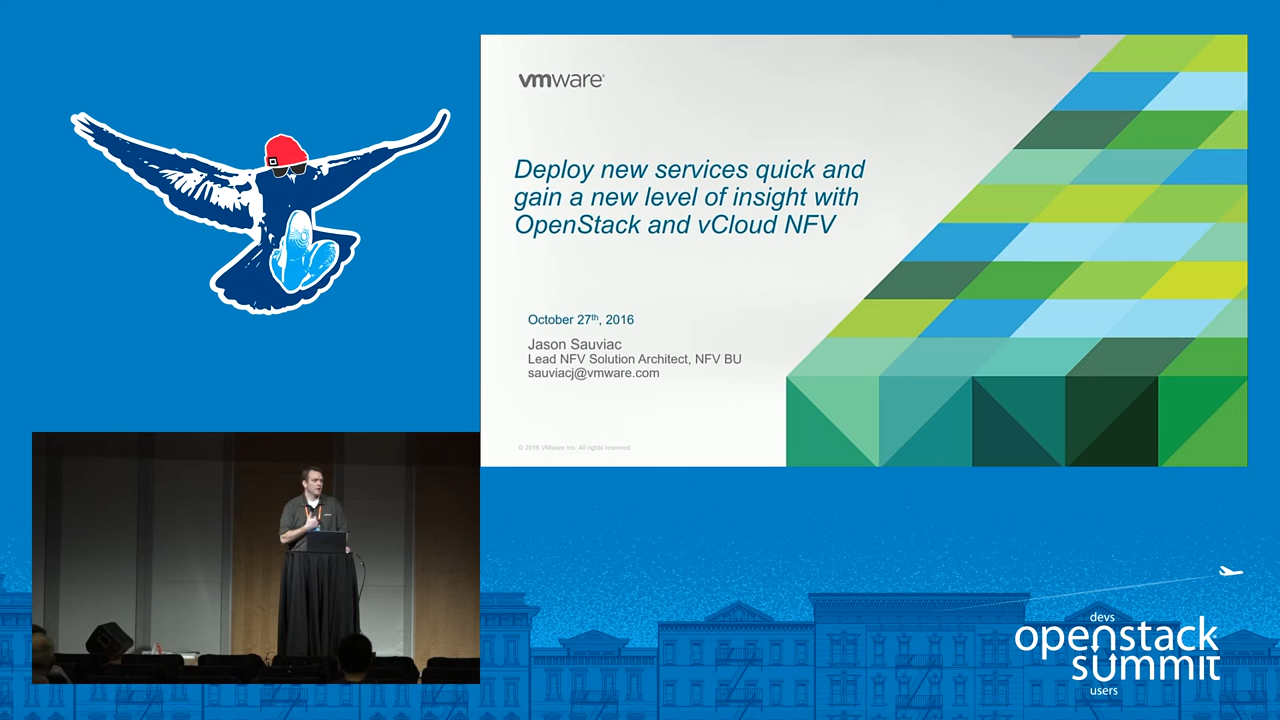 vmware
Deploy new services quick and
gain a new level of insight with
OpenStack and vCloud NFV
October 27th, 2016
Jason Sauviac
Lead NFV Solution Architect, NFV BU
sauviacj@vmware.com
© 2016 VMware Inc. All rights reserved.
devs
openstack
summit
users